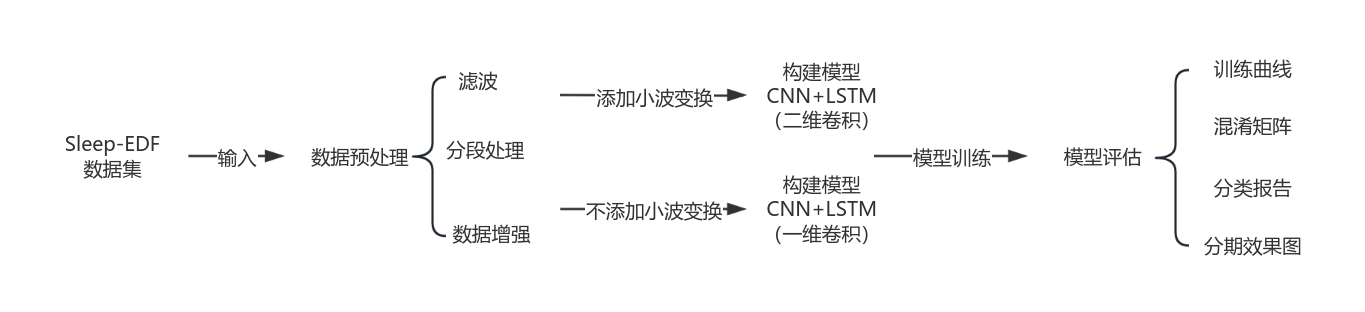 Sleep-EDF
数据集
输入
数据预处理
滤波
分段处理
数据增强
添加小波变换
不添加小波变换
构建模型
CNN+LSTM
（二维卷积）
构建模型
CNN+LSTM
（一维卷积）
模型训练
模型评估
训练曲线
混淆矩阵
分类报告
分期效果图